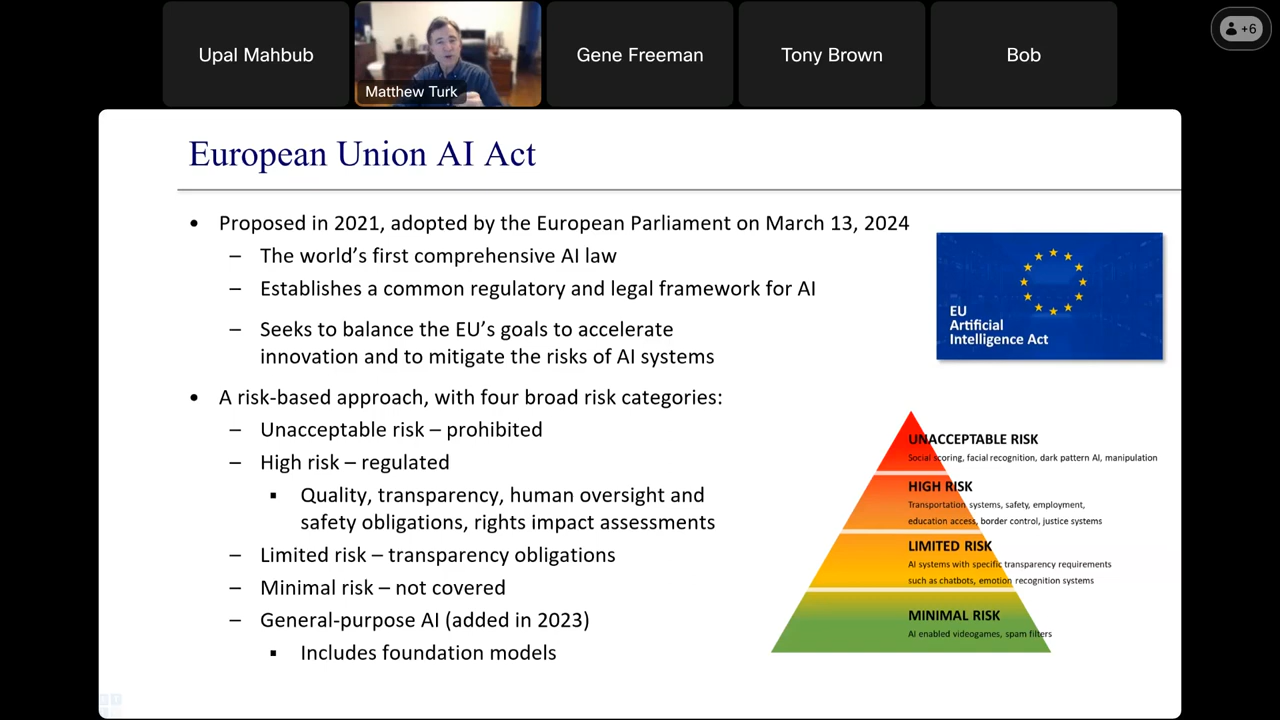 Upal Mahbub
Matthew Turk
Gene Freeman
Tony Brown
Bob
+6
European Union AI Act
• Proposed in 2021, adopted by the European Parliament on March 13, 2024
– The world’s first comprehensive AI law
– Establishes a common regulatory and legal framework for AI
– Seeks to balance the EU’s goals to accelerate
innovation and to mitigate the risks of AI systems
• A risk-based approach, with four broad risk categories:
– Unacceptable risk – prohibited
– High risk – regulated
▪ Quality, transparency, human oversight and
safety obligations, rights impact assessments
– Limited risk – transparency obligations
– Minimal risk – not covered
– General-purpose AI (added in 2023)
▪ Includes foundation models
EU
Artificial
Intelligence Act
UNACCEPTABLE RISK
Social scoring, facial recognition, dark pattern AI, manipulation
HIGH RISK
Transportation systems, safety, employment,
education access, border control, justice systems
LIMITED RISK
AI systems with specific transparency requirements
such as chatbots, emotion recognition systems
MINIMAL RISK
AI enabled videogames, spam filters